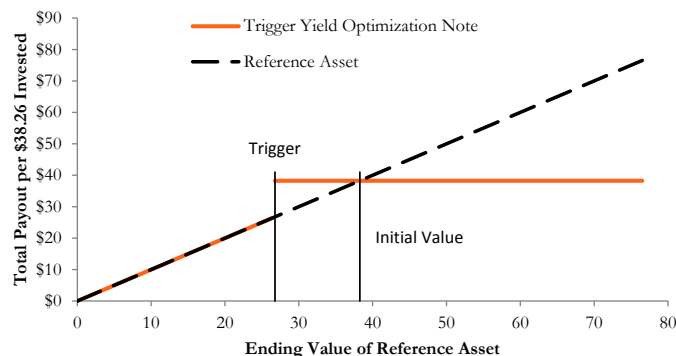 $90
$80
$70
$60
$50
$40
$30
$20
$10
$0
Total Payout per $38.26 Invested
Trigger Yield Optimization Note
Reference Asset
Trigger
Initial Value
0 10 20 30 40 50 60 70 80
Ending Value of Reference Asset